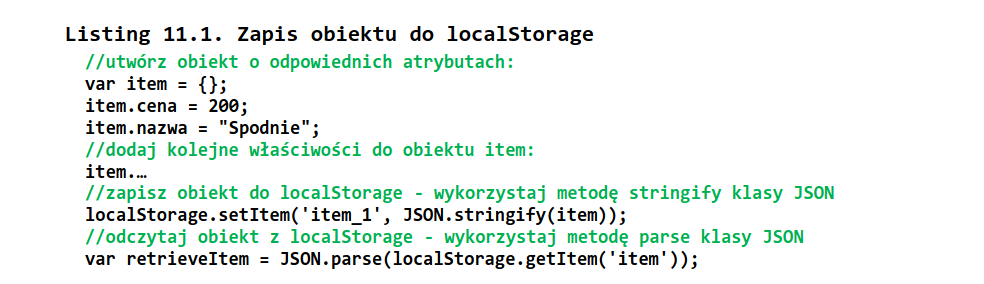 Listing 11.1. Zapis obiektu do localStorage
//utwórz obiekt o odpowiednich atrybutach:
var item = {};
item.cena = 200;
item.nazwa = "Spodnie";
//dodaj kolejne właściwości do obiektu item:
item.…
//zapisz obiekt do localStorage - wykorzystaj metodę stringify klasy JSON
localStorage.setItem('item_1', JSON.stringify(item));
//odczytaj obiekt z localStorage - wykorzystaj metodę parse klasy JSON
var retrieveItem = JSON.parse(localStorage.getItem('item'));